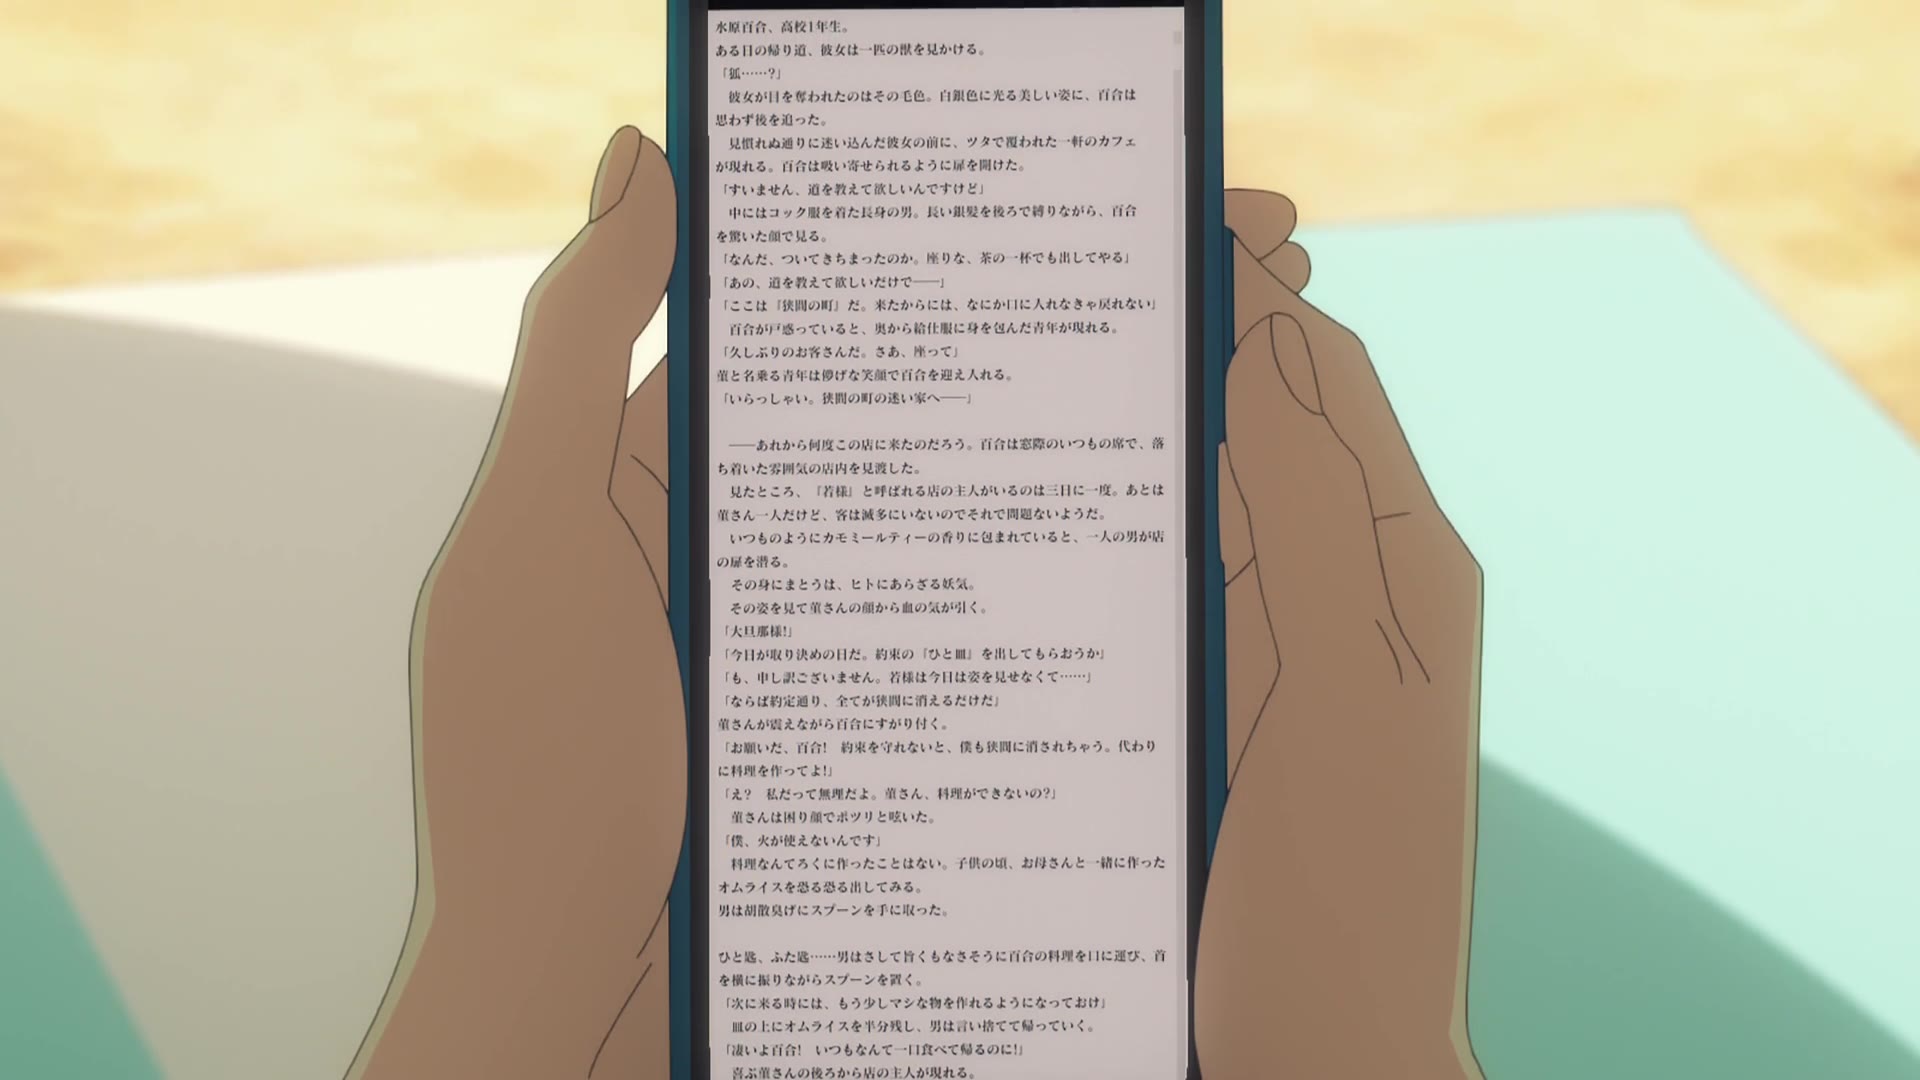 水原百合、高校1年生。
ある日の帰り道、彼女は一匹の獣を見かける。
「狐……?」
彼女が目を奪われたのはその毛色。白銀色に光る美しい姿に、百合は
思わず後を追った。
見慣れぬ通りに迷い込んだ彼女の前に、ツタで覆われた一軒のカフェ
が現れる。百合は吸い寄せられるように扉を開けた。
「すいません、道を教えて欲しいんですけど」
中にはコック服を着た長身の男。長い銀髪を後ろで縛りながら、百合
を驚いた顔で見る。
「なんだ、ついてきちまったのか。座りな、茶の一杯でも出してやる」
「あの、道を教えて欲しいだけで――」
「ここは『狭間の町』だ。来たからには、なにか口に入れなきゃ戻れない」
百合が戸惑っていると、奥から給仕服に身を包んだ青年が現れる。
「久しぶりのお客さんだ。さあ、座って」
菫と名乗る青年は儚げな笑顔で百合を迎え入れる。
「いらっしゃい。狭間の町の迷い家へ――」
――あれから何度この店に来たのだろう。百合は窓際のいつもの席で、落
ち着いた雰囲気の店内を見渡した。
見たところ、『若様』と呼ばれる店の主人がいるのは三日に一度。あとは
菫さん一人だけど、客は滅多にいないのでそれで問題ないようだ。
いつものようにカモミールティーの香りに包まれていると、一人の男が店
の扉を潜る。
その身にまとうは、ヒトにあらざる妖気。
その姿を見て菫さんの顔から血の気が引く。
「大旦那様!」
「今日が取り決めの日だ。約束の『ひと皿』を出してもらおうか」
「も、申し訳ございません。若様は今日は姿を見せなくて……」
「ならば約定通り、全てが狭間に消えるだけだ」
菫さんが震えながら百合にすがり付く。
「お願いだ、百合!　約束を守れないと、僕も狭間に消されちゃう。代わり
に料理を作ってよ!」
「え?　私だって無理だよ。菫さん、料理ができないの?」
菫さんは困り顔でポツリと呟いた。
「僕、火が使えないんです」
料理なんてろくに作ったことはない。子供の頃、お母さんと一緒に作った
オムライスを恐る恐る出してみる。
男は胡散臭げにスプーンを手に取った。
ひと匙、ふた匙……男はさして旨くもなさそうに百合の料理を口に運び、首
を横に振りながらスプーンを置く。
「次に来る時には、もう少しマシな物を作れるようになっておけ」
皿の上にオムライスを半分残し、男は言い捨てて帰っていく。
「凄いよ百合!　いつもなんて一口食べて帰るのに!」
喜ぶ菫さんの後ろから店の主人が現れる。